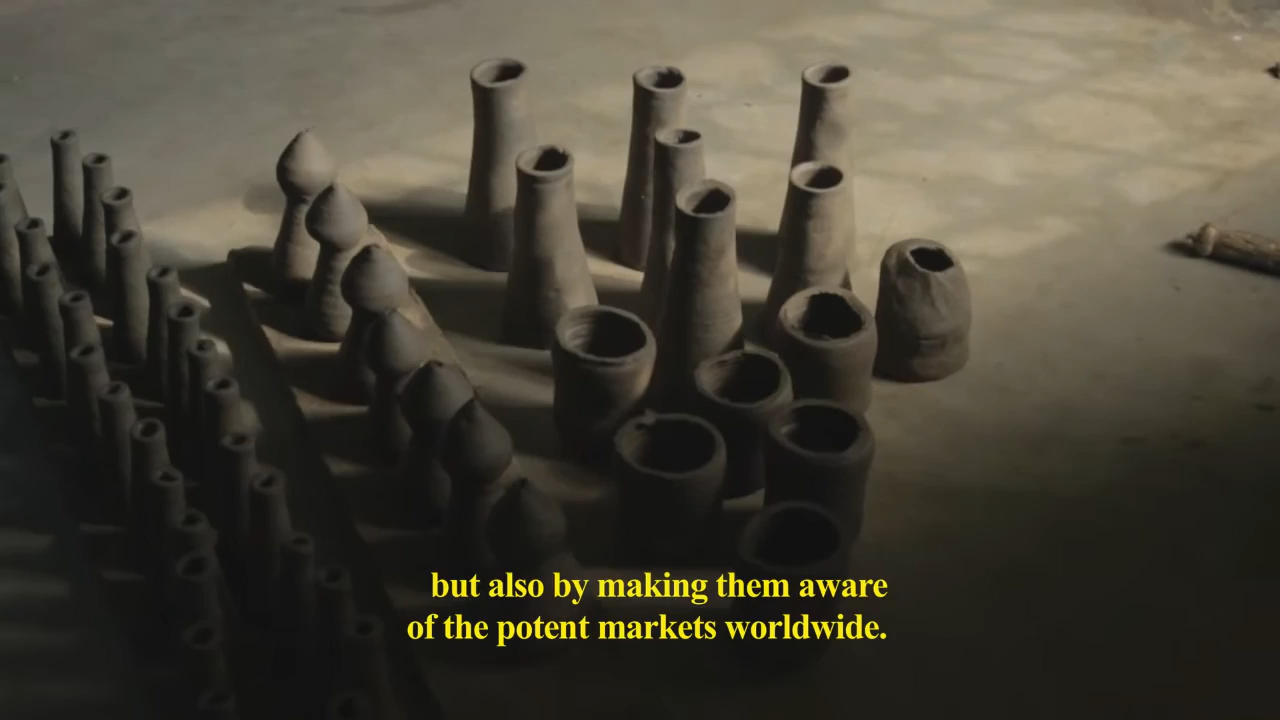 but also by making them aware
of the potent markets worldwide.